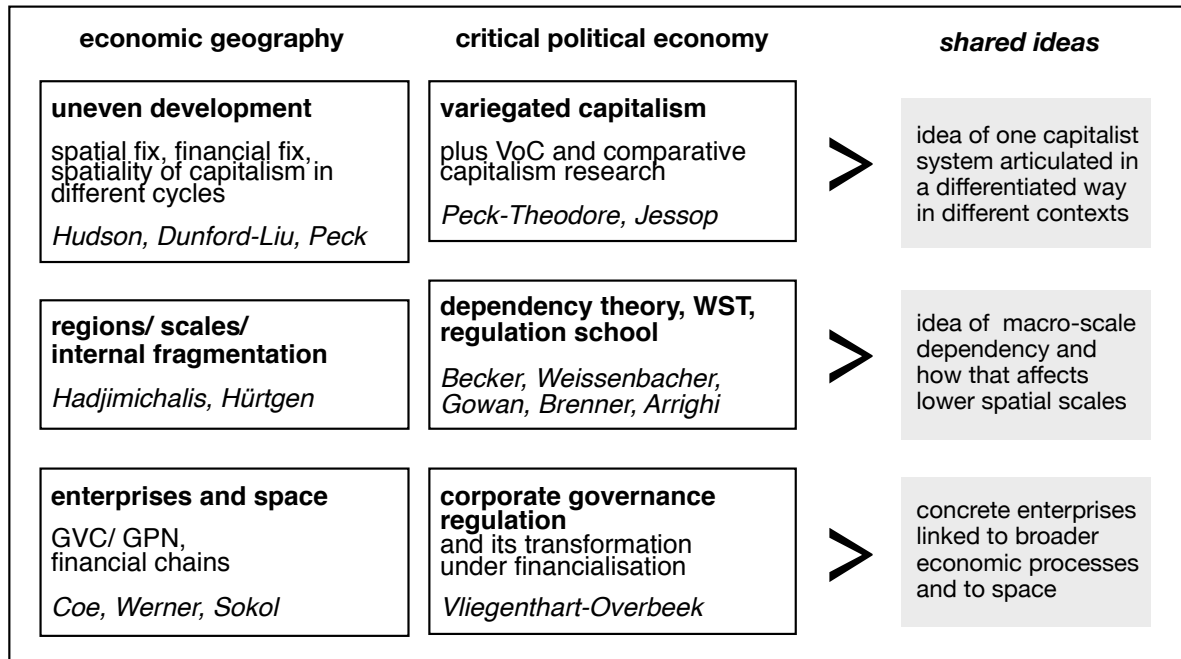 economic geography
critical political economy
shared ideas
uneven development
spatial fix, financial fix,
spatiality of capitalism in
different cycles
Hudson, Dunford-Liu, Peck
variegated capitalism
plus VoC and comparative
capitalism research
Peck-Theodore, Jessop
>
idea of one capitalist
system articulated in
a differentiated way
in different contexts
regions/ scales/
internal fragmentation
Hadjimichalis, Hürtgen
dependency theory, WST,
regulation school
Becker, Weissenbacher,
Gowan, Brenner, Arrighi
>
idea of macro-scale
dependency and
how that affects
lower spatial scales
enterprises and space
GVC/ GPN,
financial chains
Coe, Werner, Sokol
corporate governance
regulation
and its transformation
under financialisation
Vliegenthart-Overbeek
>
concrete enterprises
linked to broader
economic processes
and to space